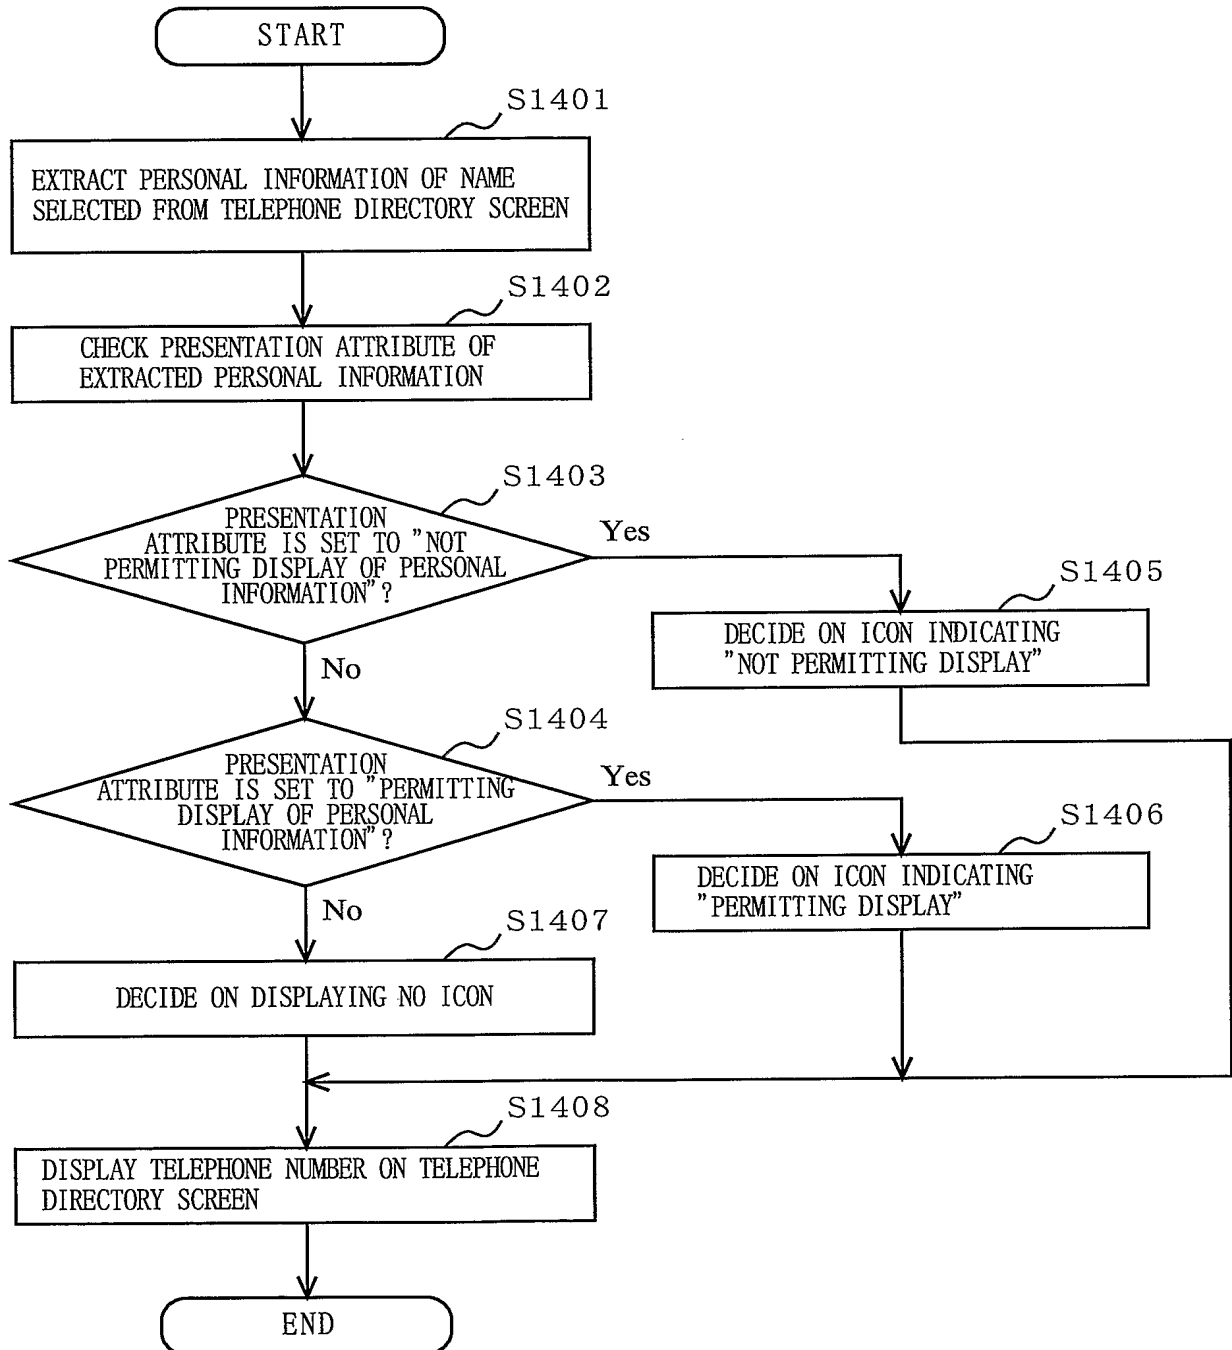 START
S1401
EXTRACT PERSONAL INFORMATION OF NAME
SELECTED FROM TELEPHONE DIRECTORY SCREEN
S1402
CHECK PRESENTATION ATTRIBUTE OF
EXTRACTED PERSONAL INFORMATION
S1403
PRESENTATION
ATTRIBUTE IS SET TO "NOT
PERMITTING DISPLAY OF PERSONAL
INFORMATION"?
Yes
No
S1405
DECIDE ON ICON INDICATING
"NOT PERMITTING DISPLAY"
S1404
PRESENTATION
ATTRIBUTE IS SET TO "PERMITTING
DISPLAY OF PERSONAL
INFORMATION"?
Yes
No
S1406
DECIDE ON ICON INDICATING
"PERMITTING DISPLAY"
S1407
DECIDE ON DISPLAYING NO ICON
S1408
DISPLAY TELEPHONE NUMBER ON TELEPHONE
DIRECTORY SCREEN
END